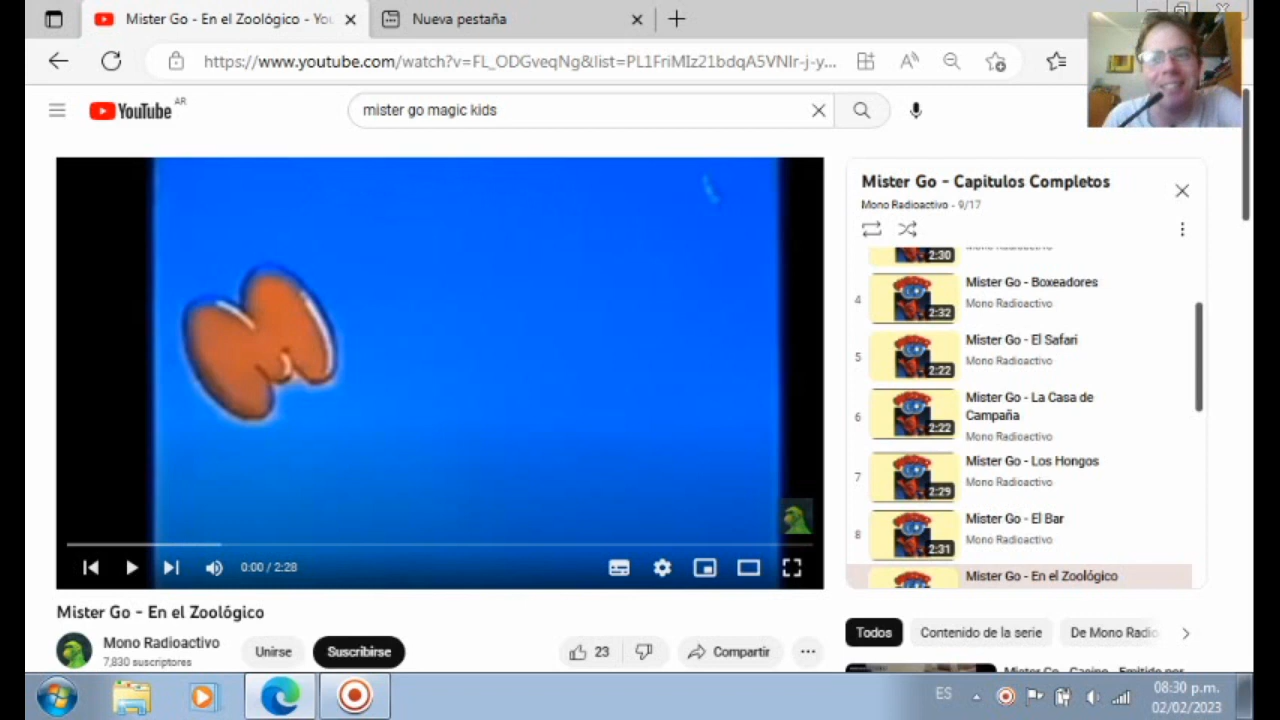 Mister Go - En el Zoológico - You
Nueva pestaña
https://www.youtube.com/watch?v=FL_ODGveqNg&list=PL1FriMIz21bdqA5VNIr-j-y...
YouTube AR
mister go magic kids
M
0:00 / 2:28
Mister Go - Capitulos Completos
Mono Radioactivo - 9/17
2:30
Mono Radioactivo
4
2:32
Mister Go - Boxeadores
Mono Radioactivo
5
2:22
Mister Go - El Safari
Mono Radioactivo
6
2:22
Mister Go - La Casa de
Campaña
Mono Radioactivo
7
2:29
Mister Go - Los Hongos
Mono Radioactivo
8
2:31
Mister Go - El Bar
Mono Radioactivo
Mister Go - En el Zoológico
Mister Go - En el Zoológico
Mono Radioactivo
7,830 suscriptores
Unirse
Suscribirse
23
Compartir
Todos
Contenido de la serie
De Mono Radio
Mister Go - Casino - Emitido por
ES
08:30 p.m.
02/02/2023